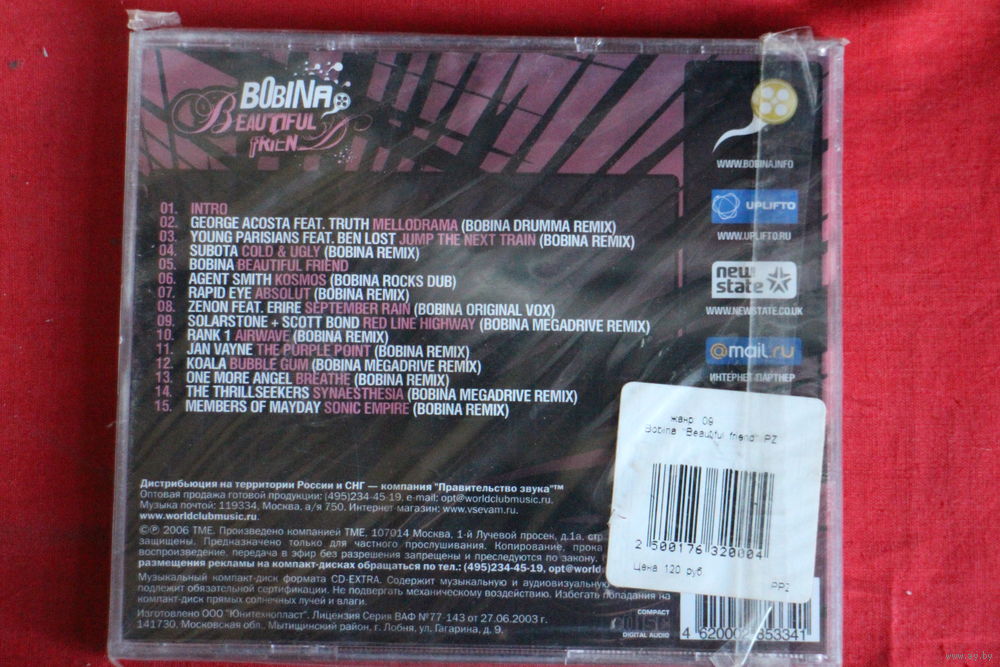 BOBINA
BEAUTIFUL
FRIEND
01. INTRO
02. GEORGE ACOSTA FEAT. TRUTH MELLODRAMA (BOBINA DRUMMA REMIX)
03. YOUNG PARISIANS FEAT. BEN LOST JUMP THE NEXT TRAIN (BOBINA REMIX)
04. SUBOTA COLD & UGLY (BOBINA REMIX)
05. BOBINA BEAUTIFUL FRIEND
06. AGENT SMITH KOSMOS (BOBINA ROCKS DUB)
07. RAPID EYE ABSOLUT (BOBINA REMIX)
08. ZENON FEAT. ERIRE SEPTEMBER RAIN (BOBINA ORIGINAL VOX)
09. SOLARSTONE + SCOTT BOND RED LINE HIGHWAY (BOBINA MEGADRIVE REMIX)
10. RANK 1 AIRWAVE (BOBINA REMIX)
11. JAN VAYNE THE PURPLE POINT (BOBINA REMIX)
12. KOALA BUBBLE GUM (BOBINA MEGADRIVE REMIX)
13. ONE MORE ANGEL BREATHE (BOBINA REMIX)
14. THE THRILLSEEKERS SYNAESTHESIA (BOBINA MEGADRIVE REMIX)
15. MEMBERS OF MAYDAY SONIC EMPIRE (BOBINA REMIX)
WWW.BOBINA.INFO
UPLIFTO
WWW.UPLIFTO.RU
new
state
WWW.NEWSTATE.CO.UK
@mail.ru
ИНТЕРНЕТ-ПАРТНЕР
жанр: 09
Bobina "Beautiful friend" PZ
2 500176 320004
Цена 120 руб
PPZ
Дистрибьюция на территории России и СНГ — компания "Правительство звука"™
Оптовая продажа готовой продукции: (495)234-45-19, e-mail: opt@worldclubmusic.ru.
Музыка почтой: 119334, Москва, а/я 750. Интернет-магазин: www.vsevam.ru.
www.worldclubmusic.ru.
©℗ 2006 TME. Произведено компанией TME, 107014 Москва, 1-й Лучевой просек, д.1а, стр.
защищены. Предназначено только для частного прослушивания. Копирование, прока
воспроизведение, передача в эфир без разрешения запрещены и преследуются по закону.
размещения рекламы на компакт-дисках обращаться по тел.: (495)234-45-19, opt@world
Музыкальный компакт-диск формата CD-EXTRA. Содержит музыкальную и аудиовизуальную
подлежит обязательной сертификации. Не подвергать механическому воздействию. Избегать попадания на
компакт-диск прямых солнечных лучей и влаги.
Изготовлено ООО "Юнитехнопласт". Лицензия Серия ВАФ №77-143 от 27.06.2003 г.
141730, Московская обл., Мытищинский район, г. Лобня, ул. Гагарина, д. 9.
COMPACT
disc
DIGITAL AUDIO
4 620002 853341
www.ay.by